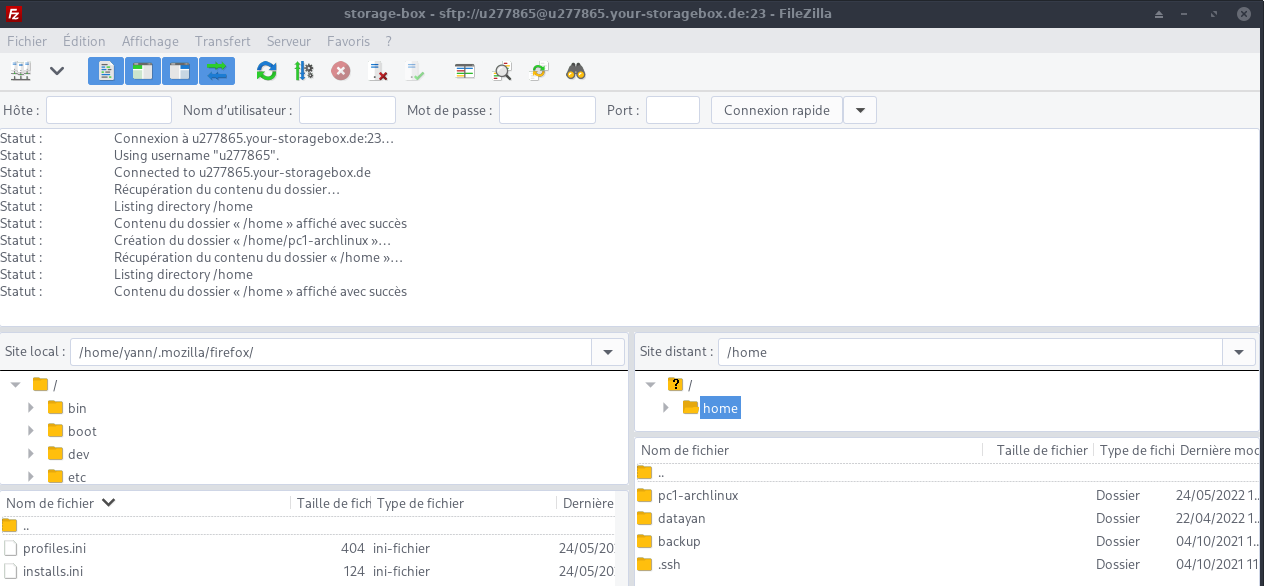 storage-box - sftp://u277865@u277865.your-storagebox.de:23 - FileZilla
Fichier Édition Affichage Transfert Serveur Favoris ?
Hôte : Nom d'utilisateur : Mot de passe : Port : Connexion rapide
Statut : Connexion à u277865.your-storagebox.de:23...
Statut : Using username "u277865".
Statut : Connected to u277865.your-storagebox.de
Statut : Récupération du contenu du dossier...
Statut : Listing directory /home
Statut : Contenu du dossier « /home » affiché avec succès
Statut : Création du dossier « /home/pc1-archlinux »...
Statut : Récupération du contenu du dossier « /home »...
Statut : Listing directory /home
Statut : Contenu du dossier « /home » affiché avec succès
Site local : /home/yann/.mozilla/firefox/
/
bin
boot
dev
etc
Nom de fichier Taille de fich Type de fichier Dernière
..
profiles.ini 404 ini-fichier 24/05/20
installs.ini 124 ini-fichier 24/05/20
Site distant : /home
? /
home
Nom de fichier Taille de fichier Type de fichi Dernière moc
..
pc1-archlinux Dossier 24/05/2022 1...
datayan Dossier 22/04/2022 1...
backup Dossier 04/10/2021 1...
.ssh Dossier 04/10/2021 11